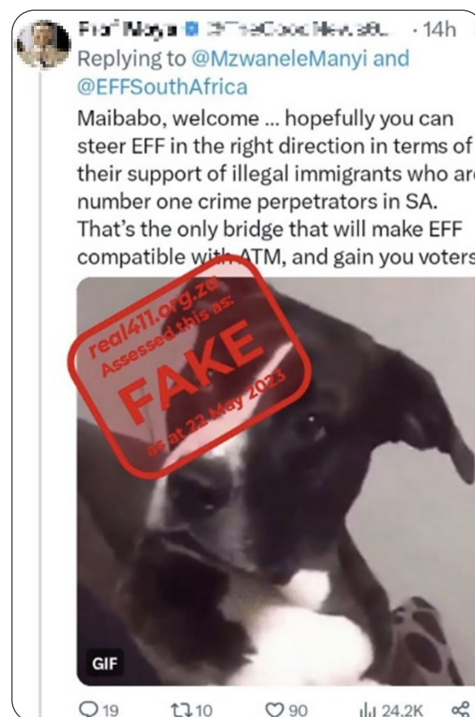 · 14h
Replying to @MzwaneleManyi and
@EFFSouthAfrica
Maibabo, welcome ... hopefully you can
steer EFF in the right direction in terms of
their support of illegal immigrants who are
number one crime perpetrators in SA.
That's the only bridge that will make EFF
compatible with ATM, and gain you voters
real411.org.za
Assessed this as:
FAKE
as at 22 May 2023
GIF
19 10 90 24.2K